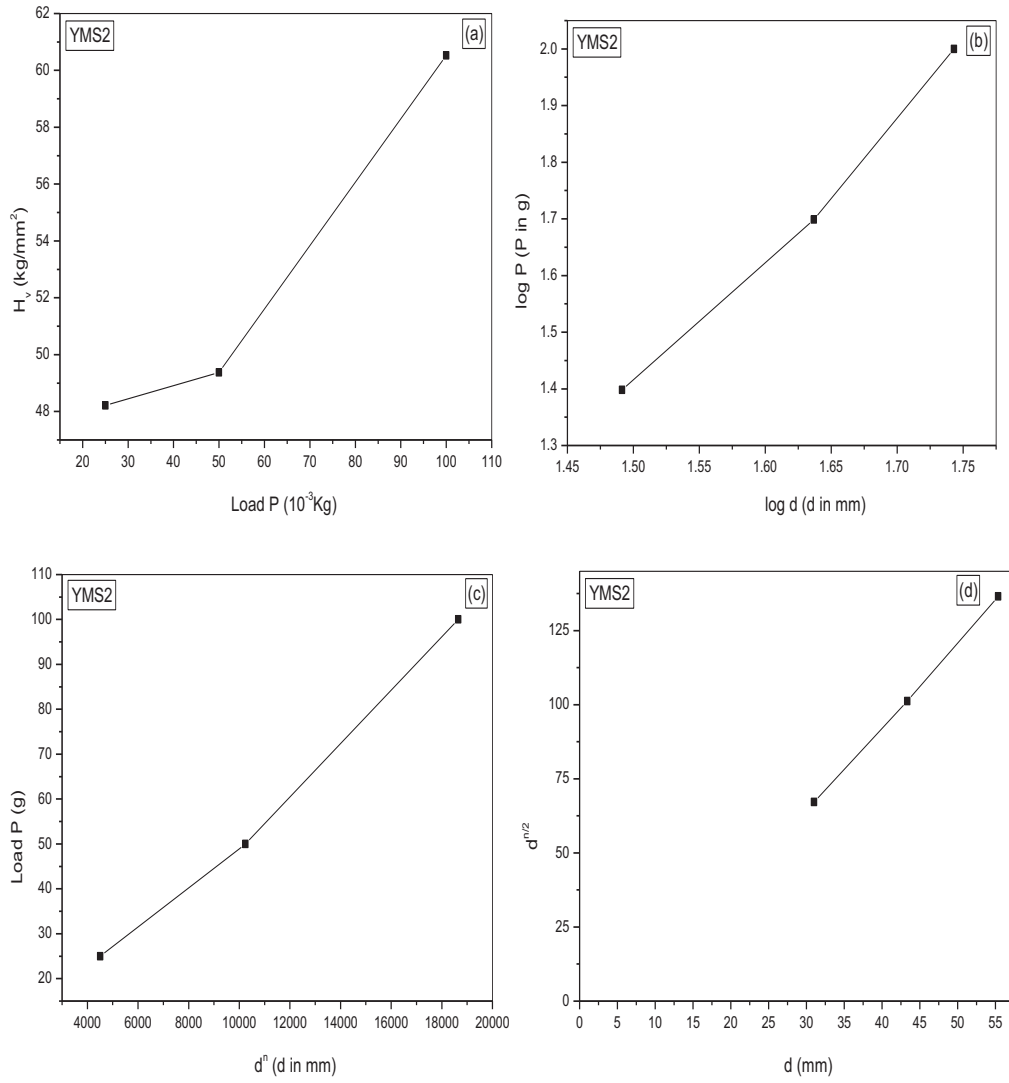 YMS2
(a)
62
60
58
56
54
52
50
48
H_v (kg/mm²)
20 30 40 50 60 70 80 90 100 110
Load P (10⁻³Kg)
YMS2
(b)
2.0
1.9
1.8
1.7
1.6
1.5
1.4
1.3
log P (P in g)
1.45 1.50 1.55 1.60 1.65 1.70 1.75
log d (d in mm)
YMS2
(c)
110
100
90
80
70
60
50
40
30
20
Load P (g)
4000 6000 8000 10000 12000 14000 16000 18000 20000
dⁿ (d in mm)
YMS2
(d)
125
100
75
50
25
0
d^{n/2}
0 5 10 15 20 25 30 35 40 45 50 55
d (mm)